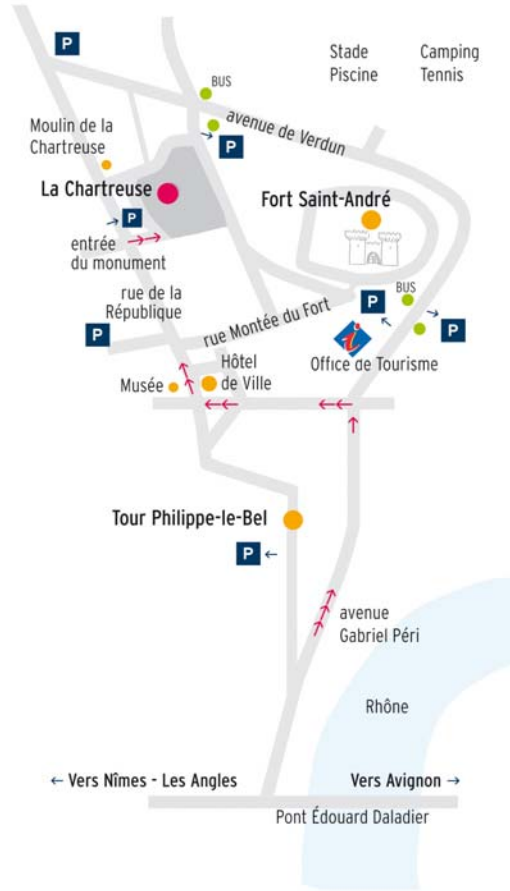 P
Stade
Piscine
Camping
Tennis
BUS
avenue de Verdun
Moulin de la
Chartreuse
P
La Chartreuse
Fort Saint-André
P
entrée
du monument
rue de la
République
BUS
P
P
P
rue Montée du Fort
i
Office de Tourisme
Hôtel
de Ville
Musée
Tour Philippe-le-Bel
P ←
avenue
Gabriel Péri
Rhône
← Vers Nîmes - Les Angles
Vers Avignon →
Pont Édouard Daladier